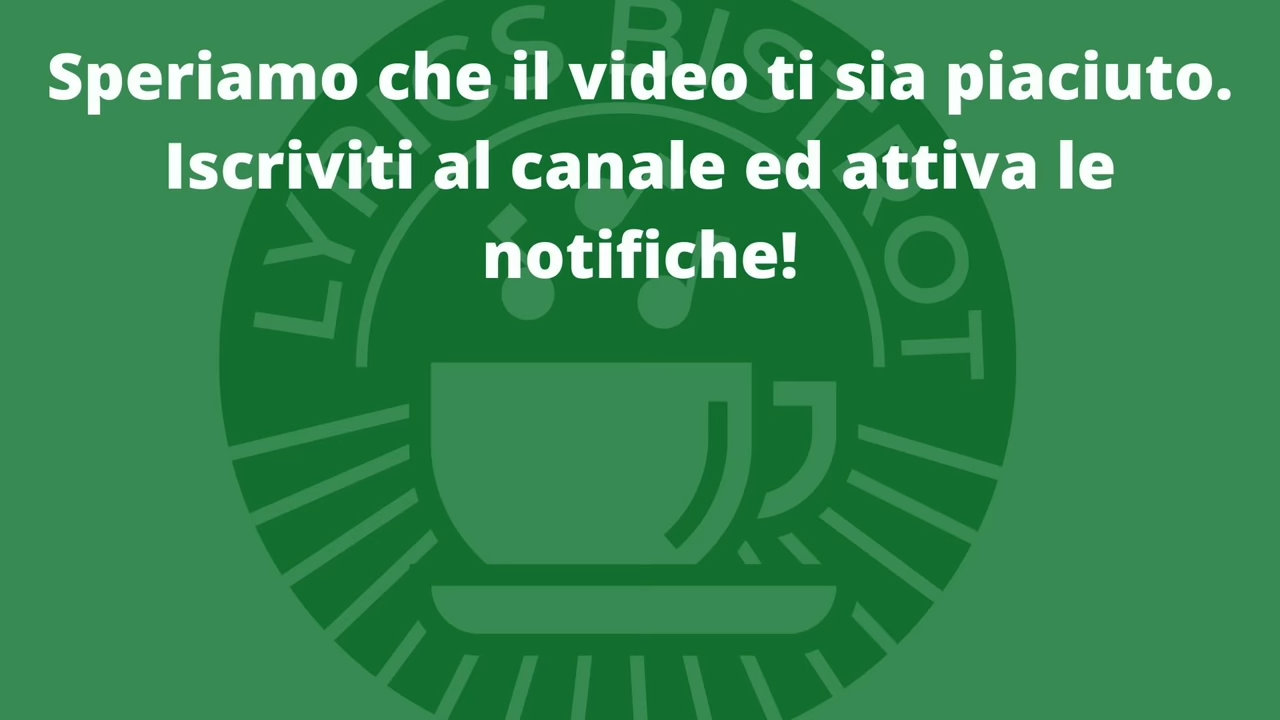 Speriamo che il video ti sia piaciuto.
Iscriviti al canale ed attiva le
notifiche!
LYRICS BISTROT